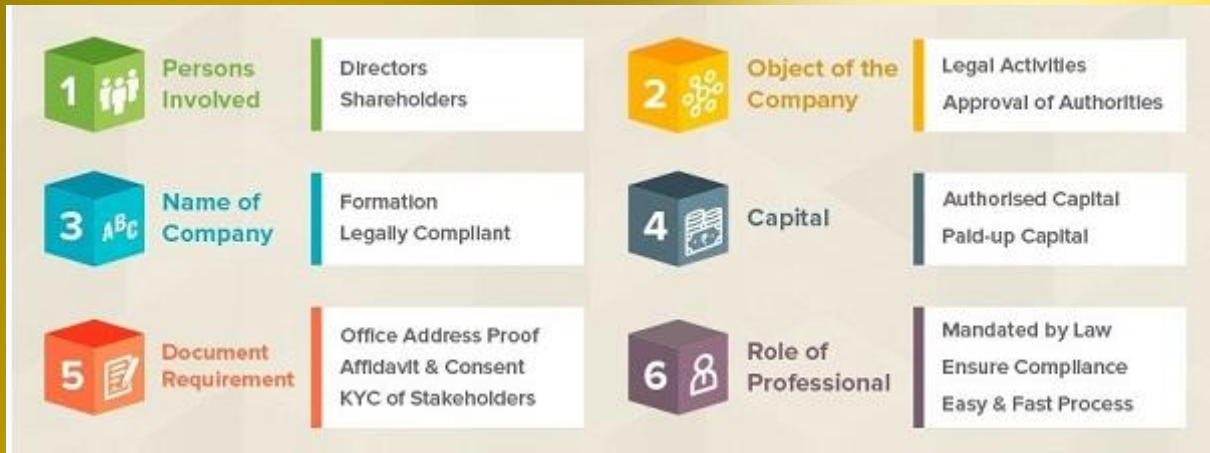 1
Persons
Involved
Directors
Shareholders
2
Object of the
Company
Legal Activities
Approval of Authorities
3
ABC
Name of
Company
Formation
Legally Compliant
4
₹
Capital
Authorised Capital
Paid-up Capital
5
Document
Requirement
Office Address Proof
Affidavit & Consent
KYC of Stakeholders
6
Role of
Professional
Mandated by Law
Ensure Compliance
Easy & Fast Process